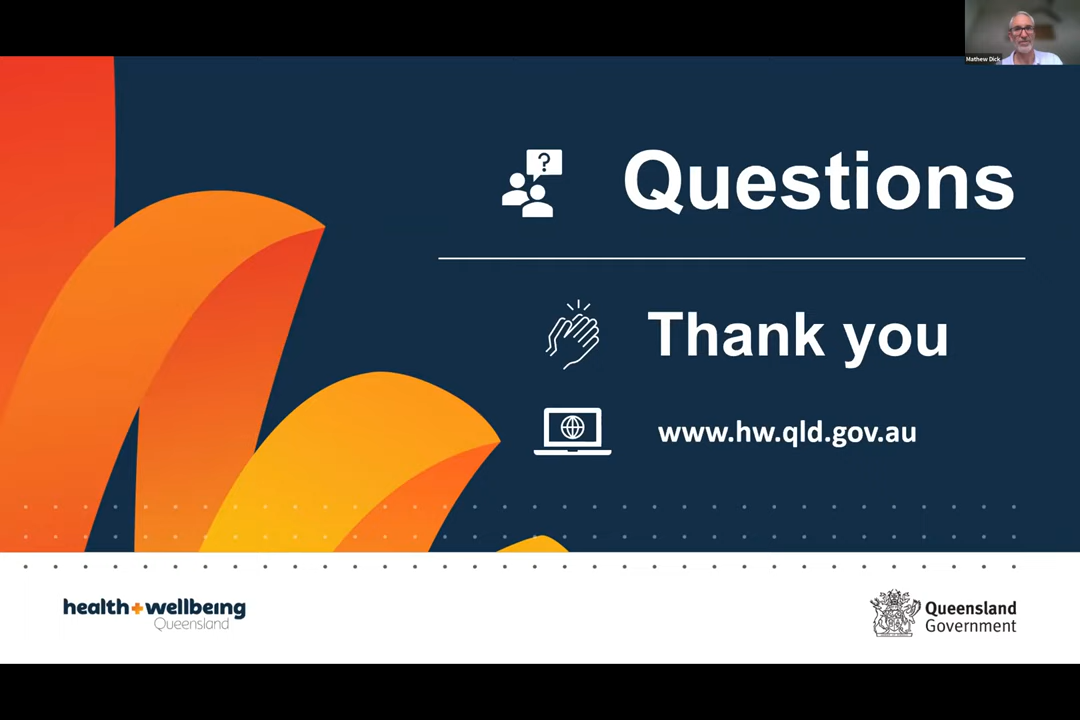 Mathew Dick
?
Questions
Thank you
www.hw.qld.gov.au
health+wellbeing
Queensland
Queensland
Government